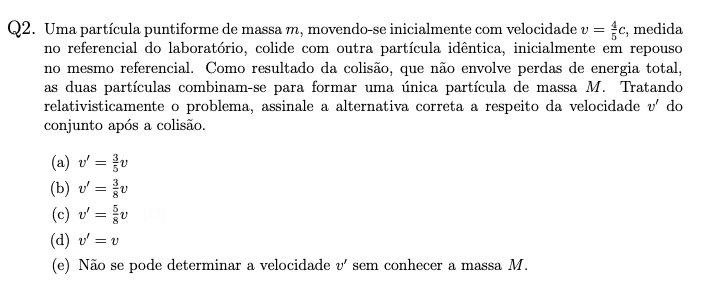 Q2. Uma partícula puntiforme de massa m, movendo-se inicialmente com velocidade v = 4/5 c, medida
no referencial do laboratório, colide com outra partícula idêntica, inicialmente em repouso
no mesmo referencial. Como resultado da colisão, que não envolve perdas de energia total,
as duas partículas combinam-se para formar uma única partícula de massa M. Tratando
relativisticamente o problema, assinale a alternativa correta a respeito da velocidade v′ do
conjunto após a colisão.
(a) v′ = 3/5 v
(b) v′ = 3/8 v
(c) v′ = 5/8 v
(d) v′ = v
(e) Não se pode determinar a velocidade v′ sem conhecer a massa M.